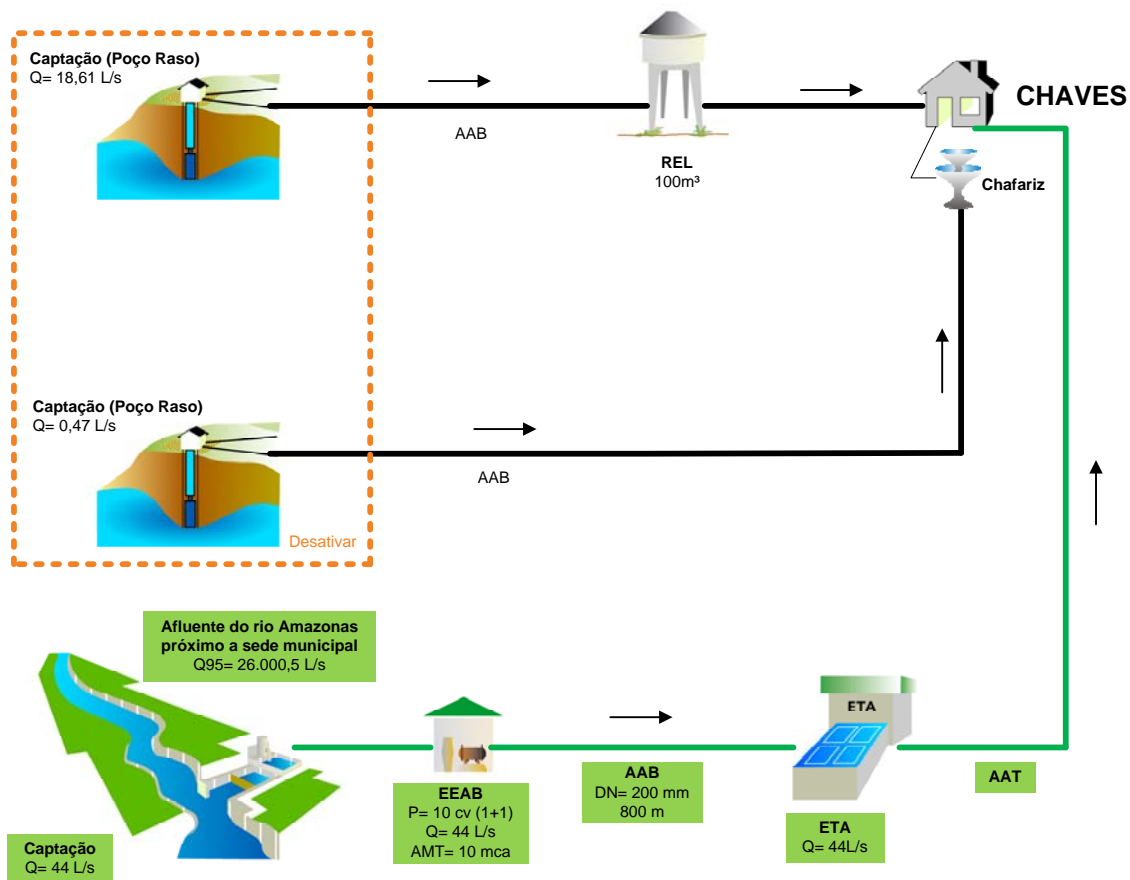 Captação (Poço Raso)
Q= 18,61 L/s
AAB
REL
100m³
CHAVES
Chafariz
Captação (Poço Raso)
Q= 0,47 L/s
AAB
Desativar
Afluente do rio Amazonas
próximo a sede municipal
Q95= 26.000,5 L/s
Captação
Q= 44 L/s
EEAB
P= 10 cv (1+1)
Q= 44 L/s
AMT= 10 mca
AAB
DN= 200 mm
800 m
ETA
ETA
Q= 44L/s
AAT